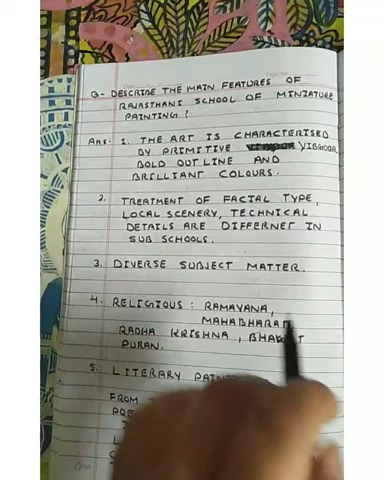 Q- DESCRIBE THE MAIN FEATURES OF
RAJASTHANI SCHOOL OF MINIATURE
PAINTING?
Ans: 1. THE ART IS CHARACTERISED
BY PRIMITIVE VIBGOOR,
BOLD OUT LINE AND
BRILLIANT COLOURS.
2. TREATMENT OF FACIAL TYPE,
LOCAL SCENERY, TECHNICAL
DETAILS ARE DIFFERNET IN
SUB SCHOOLS.
3. DIVERSE SUBJECT MATTER.
4. RELIGIOUS: RAMAYANA,
RADHA KRISHNA,
PURAN.
5. LITERARY
FROM